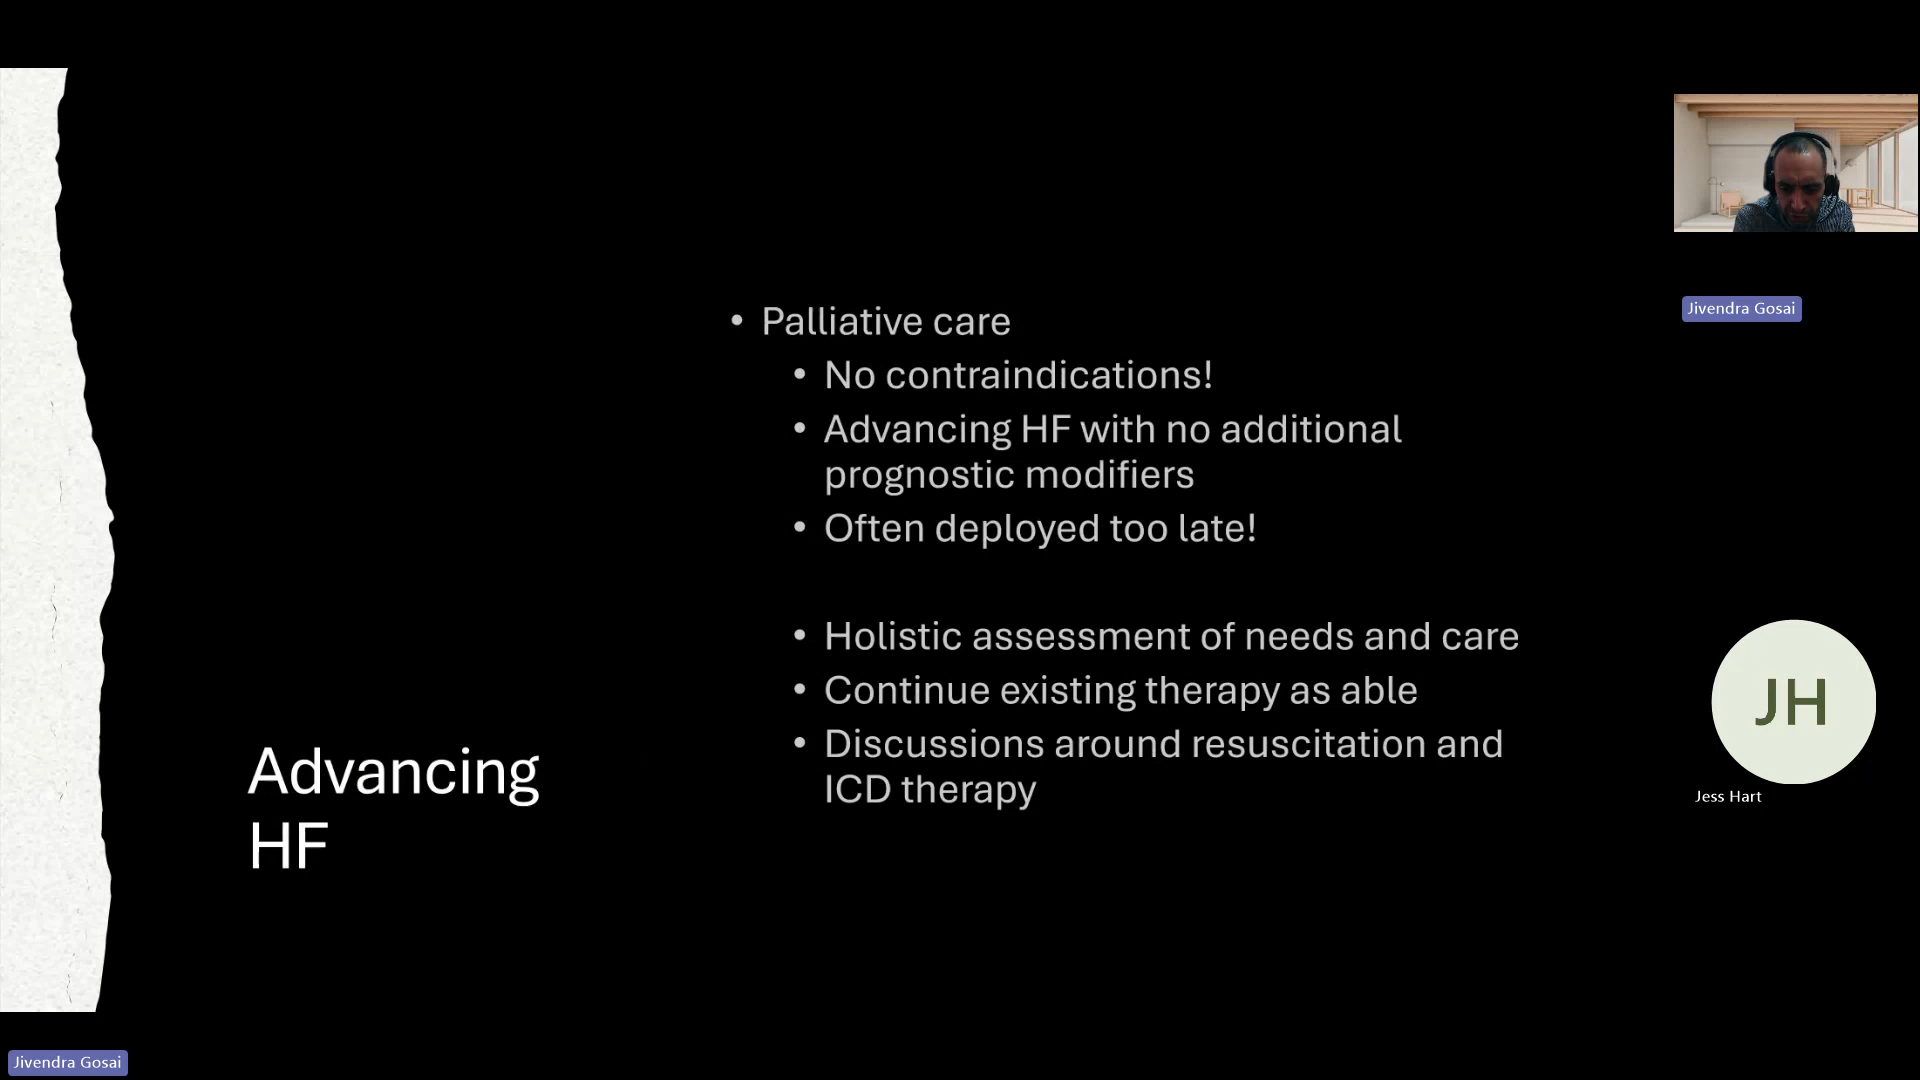 Advancing
HF
• Palliative care
• No contraindications!
• Advancing HF with no additional
prognostic modifiers
• Often deployed too late!
• Holistic assessment of needs and care
• Continue existing therapy as able
• Discussions around resuscitation and
ICD therapy
Jivendra Gosai
JH
Jess Hart
Jivendra Gosai